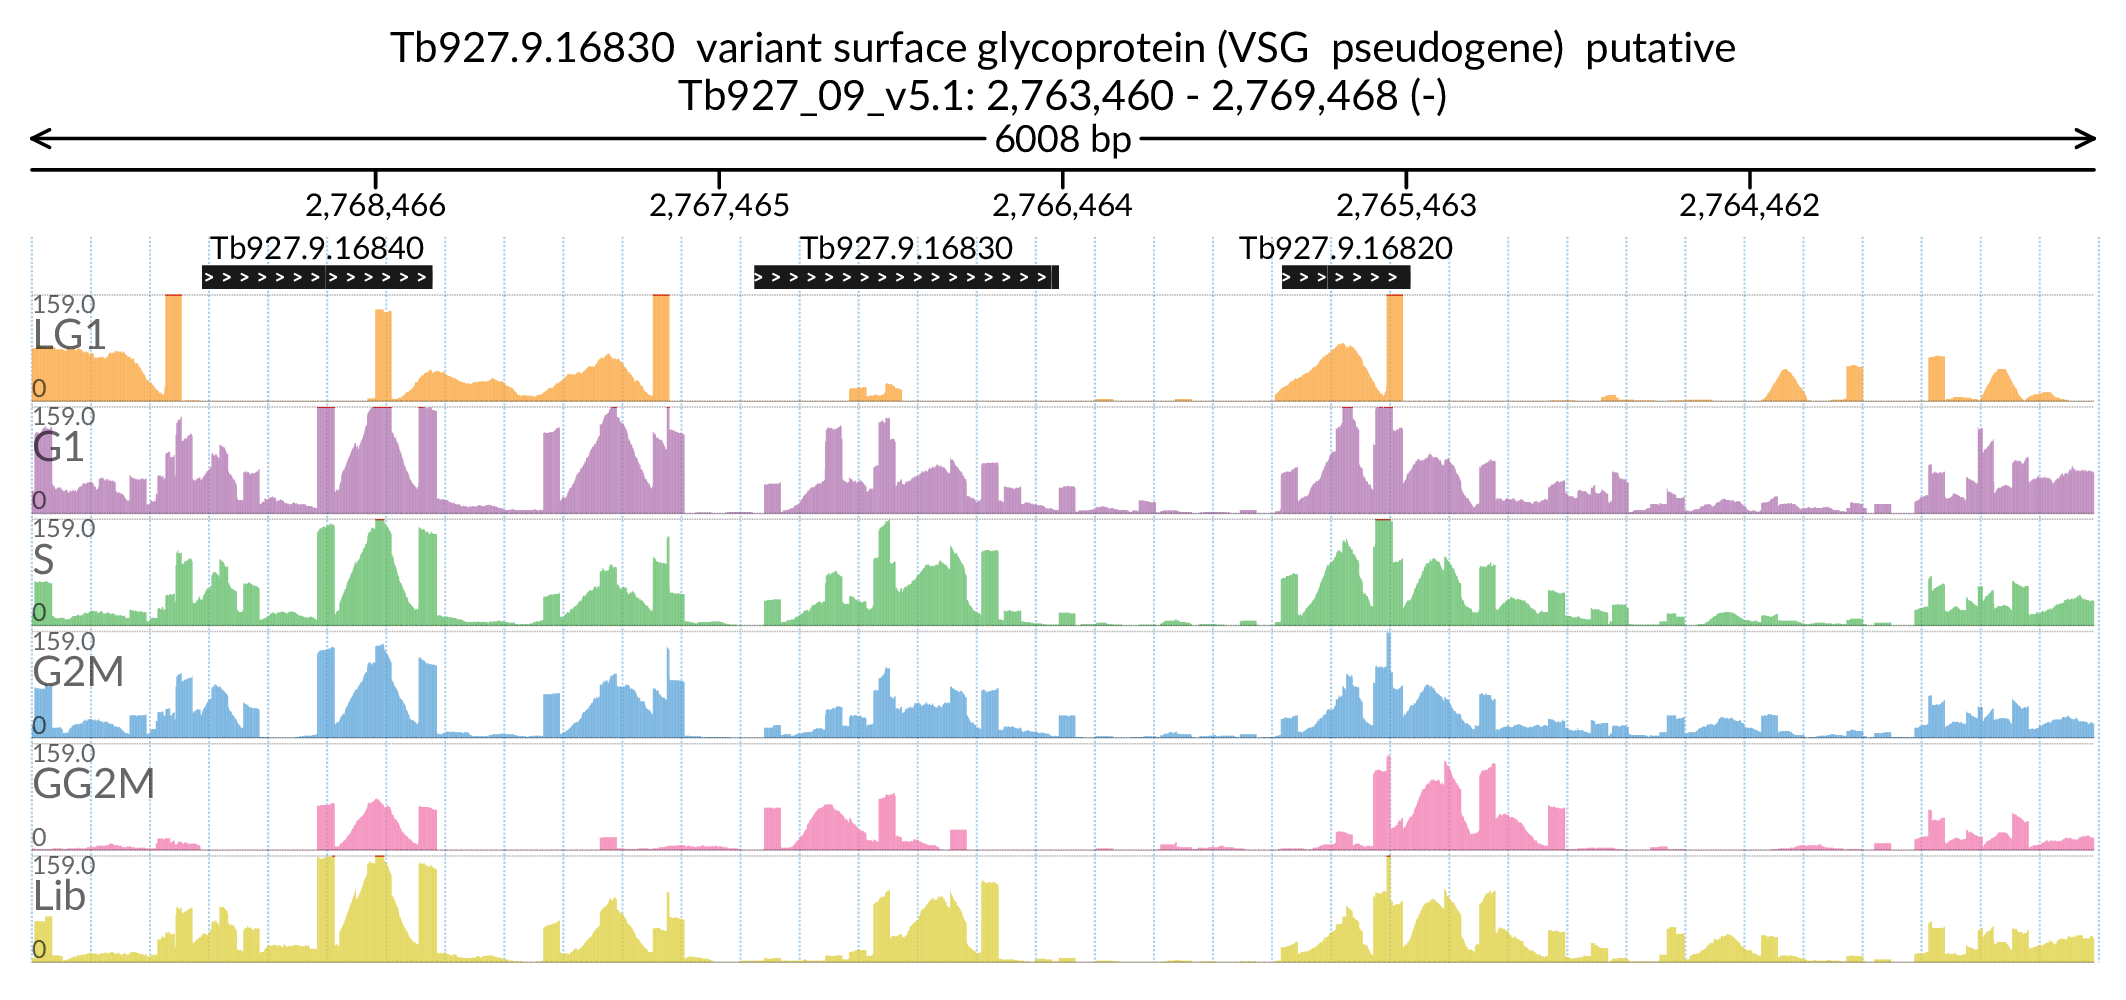 Tb927.9.16830 variant surface glycoprotein (VSG pseudogene) putative
Tb927_09_v5.1: 2,763,460 - 2,769,468 (-)
6008 bp
2,768,466 2,767,465 2,766,464 2,765,463 2,764,462
Tb927.9.16840 Tb927.9.16830 Tb927.9.16820
159.0
LG1
0
159.0
G1
0
159.0
S
0
159.0
G2M
0
159.0
GG2M
0
159.0
Lib
0